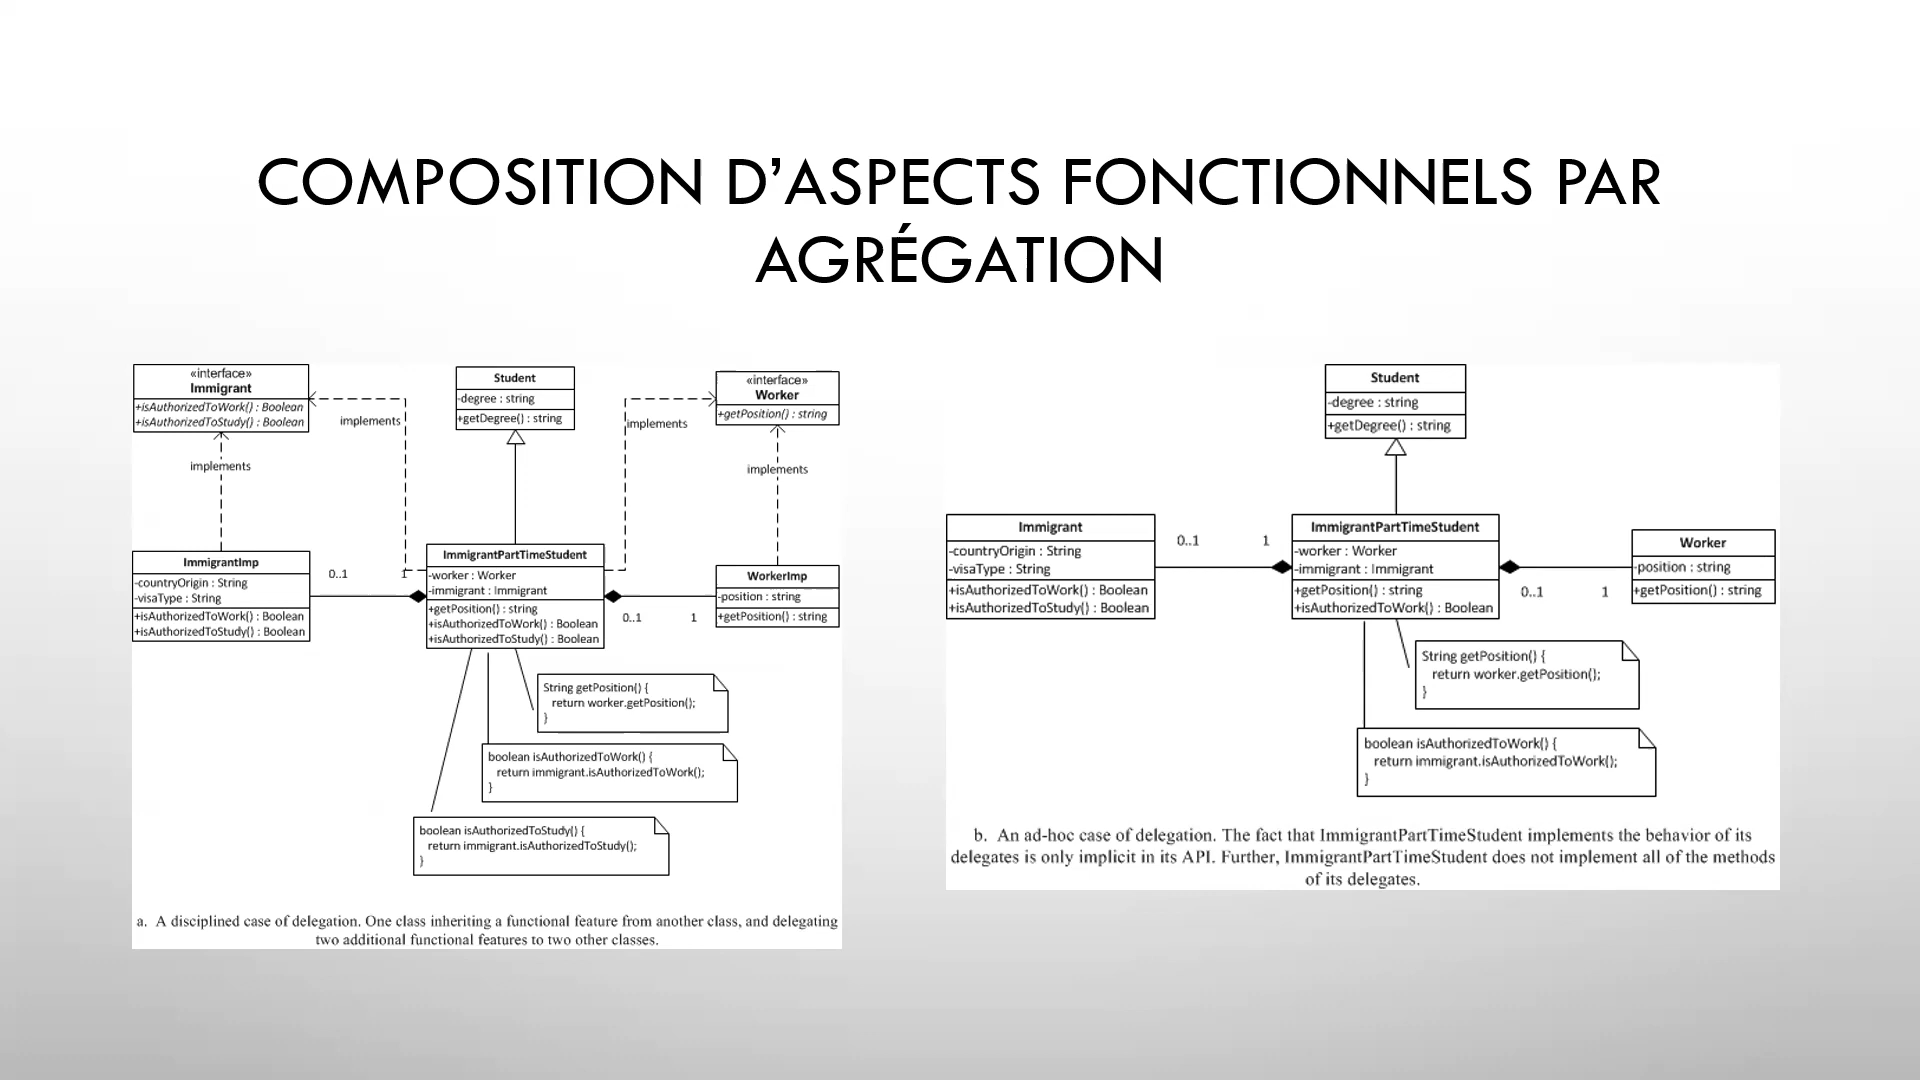 COMPOSITION D’ASPECTS FONCTIONNELS PAR
AGRÉGATION
«interface»
Immigrant
+isAuthorizedToWork() : Boolean
+isAuthorizedToStudy() : Boolean
implements
implements
Student
-degree : string
+getDegree() : string
«interface»
Worker
+getPosition() : string
implements
implements
ImmigrantImp
-countryOrigin : String
-visaType : String
+isAuthorizedToWork() : Boolean
+isAuthorizedToStudy() : Boolean
0..1
1
ImmigrantPartTimeStudent
-worker : Worker
-immigrant : Immigrant
+getPosition() : string
+isAuthorizedToWork() : Boolean
+isAuthorizedToStudy() : Boolean
0..1
1
WorkerImp
-position : string
+getPosition() : string
String getPosition() {
return worker.getPosition();
}
boolean isAuthorizedToWork() {
return immigrant.isAuthorizedToWork();
}
boolean isAuthorizedToStudy() {
return immigrant.isAuthorizedToStudy();
}
a. A disciplined case of delegation. One class inheriting a functional feature from another class, and delegating
two additional functional features to two other classes.
Student
-degree : string
+getDegree() : string
Immigrant
-countryOrigin : String
-visaType : String
+isAuthorizedToWork() : Boolean
+isAuthorizedToStudy() : Boolean
0..1
1
ImmigrantPartTimeStudent
-worker : Worker
-immigrant : Immigrant
+getPosition() : string
+isAuthorizedToWork() : Boolean
0..1
1
Worker
-position : string
+getPosition() : string
String getPosition() {
return worker.getPosition();
}
boolean isAuthorizedToWork() {
return immigrant.isAuthorizedToWork();
}
b. An ad-hoc case of delegation. The fact that ImmigrantPartTimeStudent implements the behavior of its
delegates is only implicit in its API. Further, ImmigrantPartTimeStudent does not implement all of the methods
of its delegates.